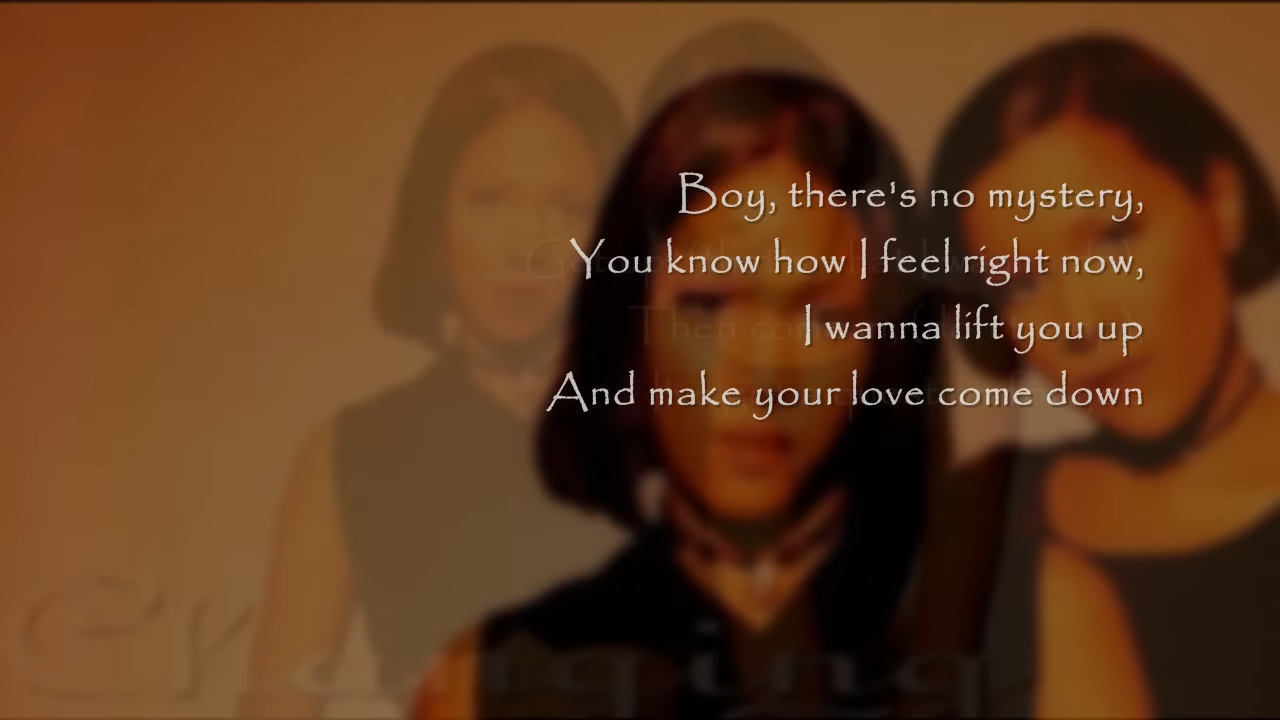 Boy, there's no mystery,
You know how I feel right now,
I wanna lift you up
And make your love come down
Changing